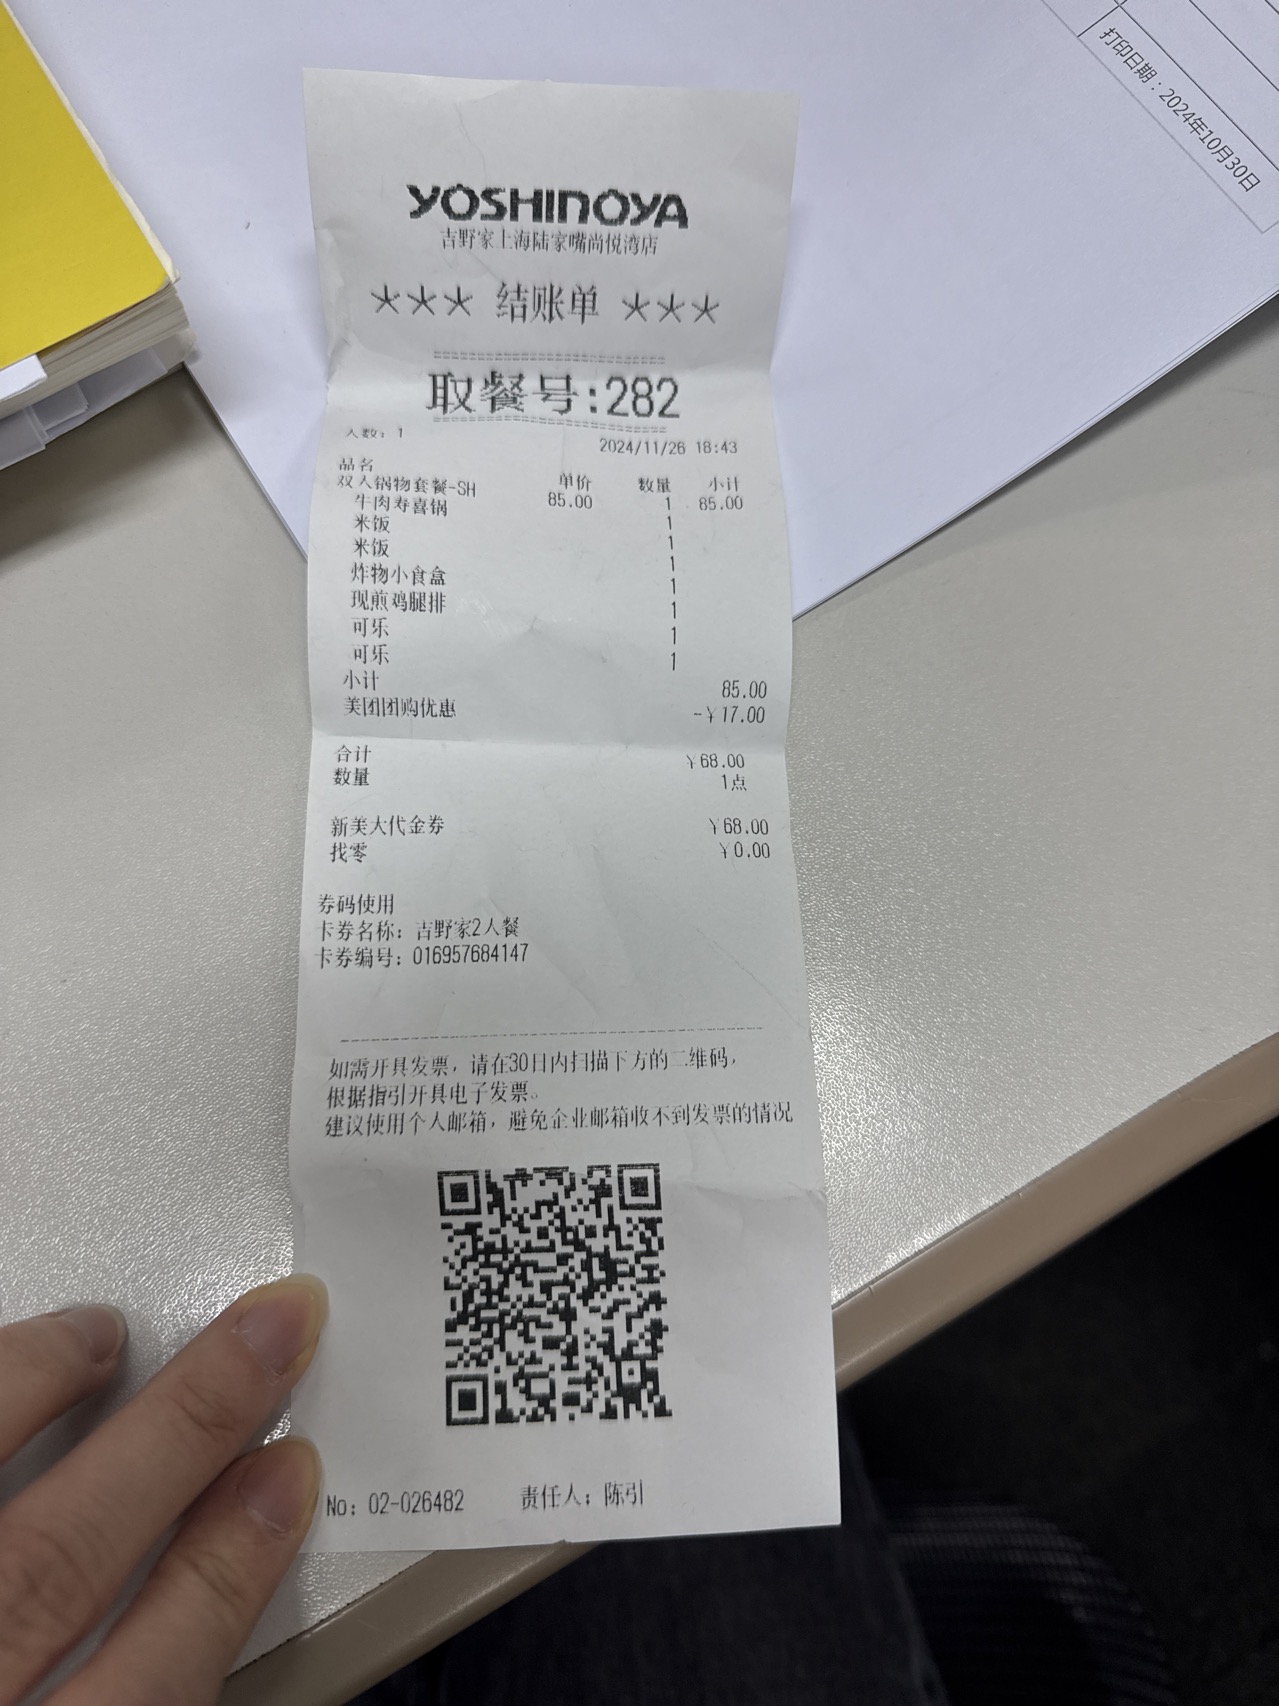 打印日期：2024年10月30日
YOSHINOYA
吉野家上海陆家嘴尚悦湾店
*** 结账单 ***
取餐号:282
人数：1 2024/11/26 18:43
品名 单价 数量 小计
双人锅物套餐-SH 85.00 1 85.00
牛肉寿喜锅 1
米饭 1
米饭 1
炸物小食盒 1
现煎鸡腿排 1
可乐 1
可乐 1
小计 85.00
美团团购优惠 -¥17.00
合计 ¥68.00
数量 1点
新美大代金券 ¥68.00
找零 ¥0.00
券码使用
卡券名称：吉野家2人餐
卡券编号：016957684147
如需开具发票，请在30日内扫描下方的二维码，
根据指引开具电子发票。
建议使用个人邮箱，避免企业邮箱收不到发票的情况
No：02-026482 责任人：陈引